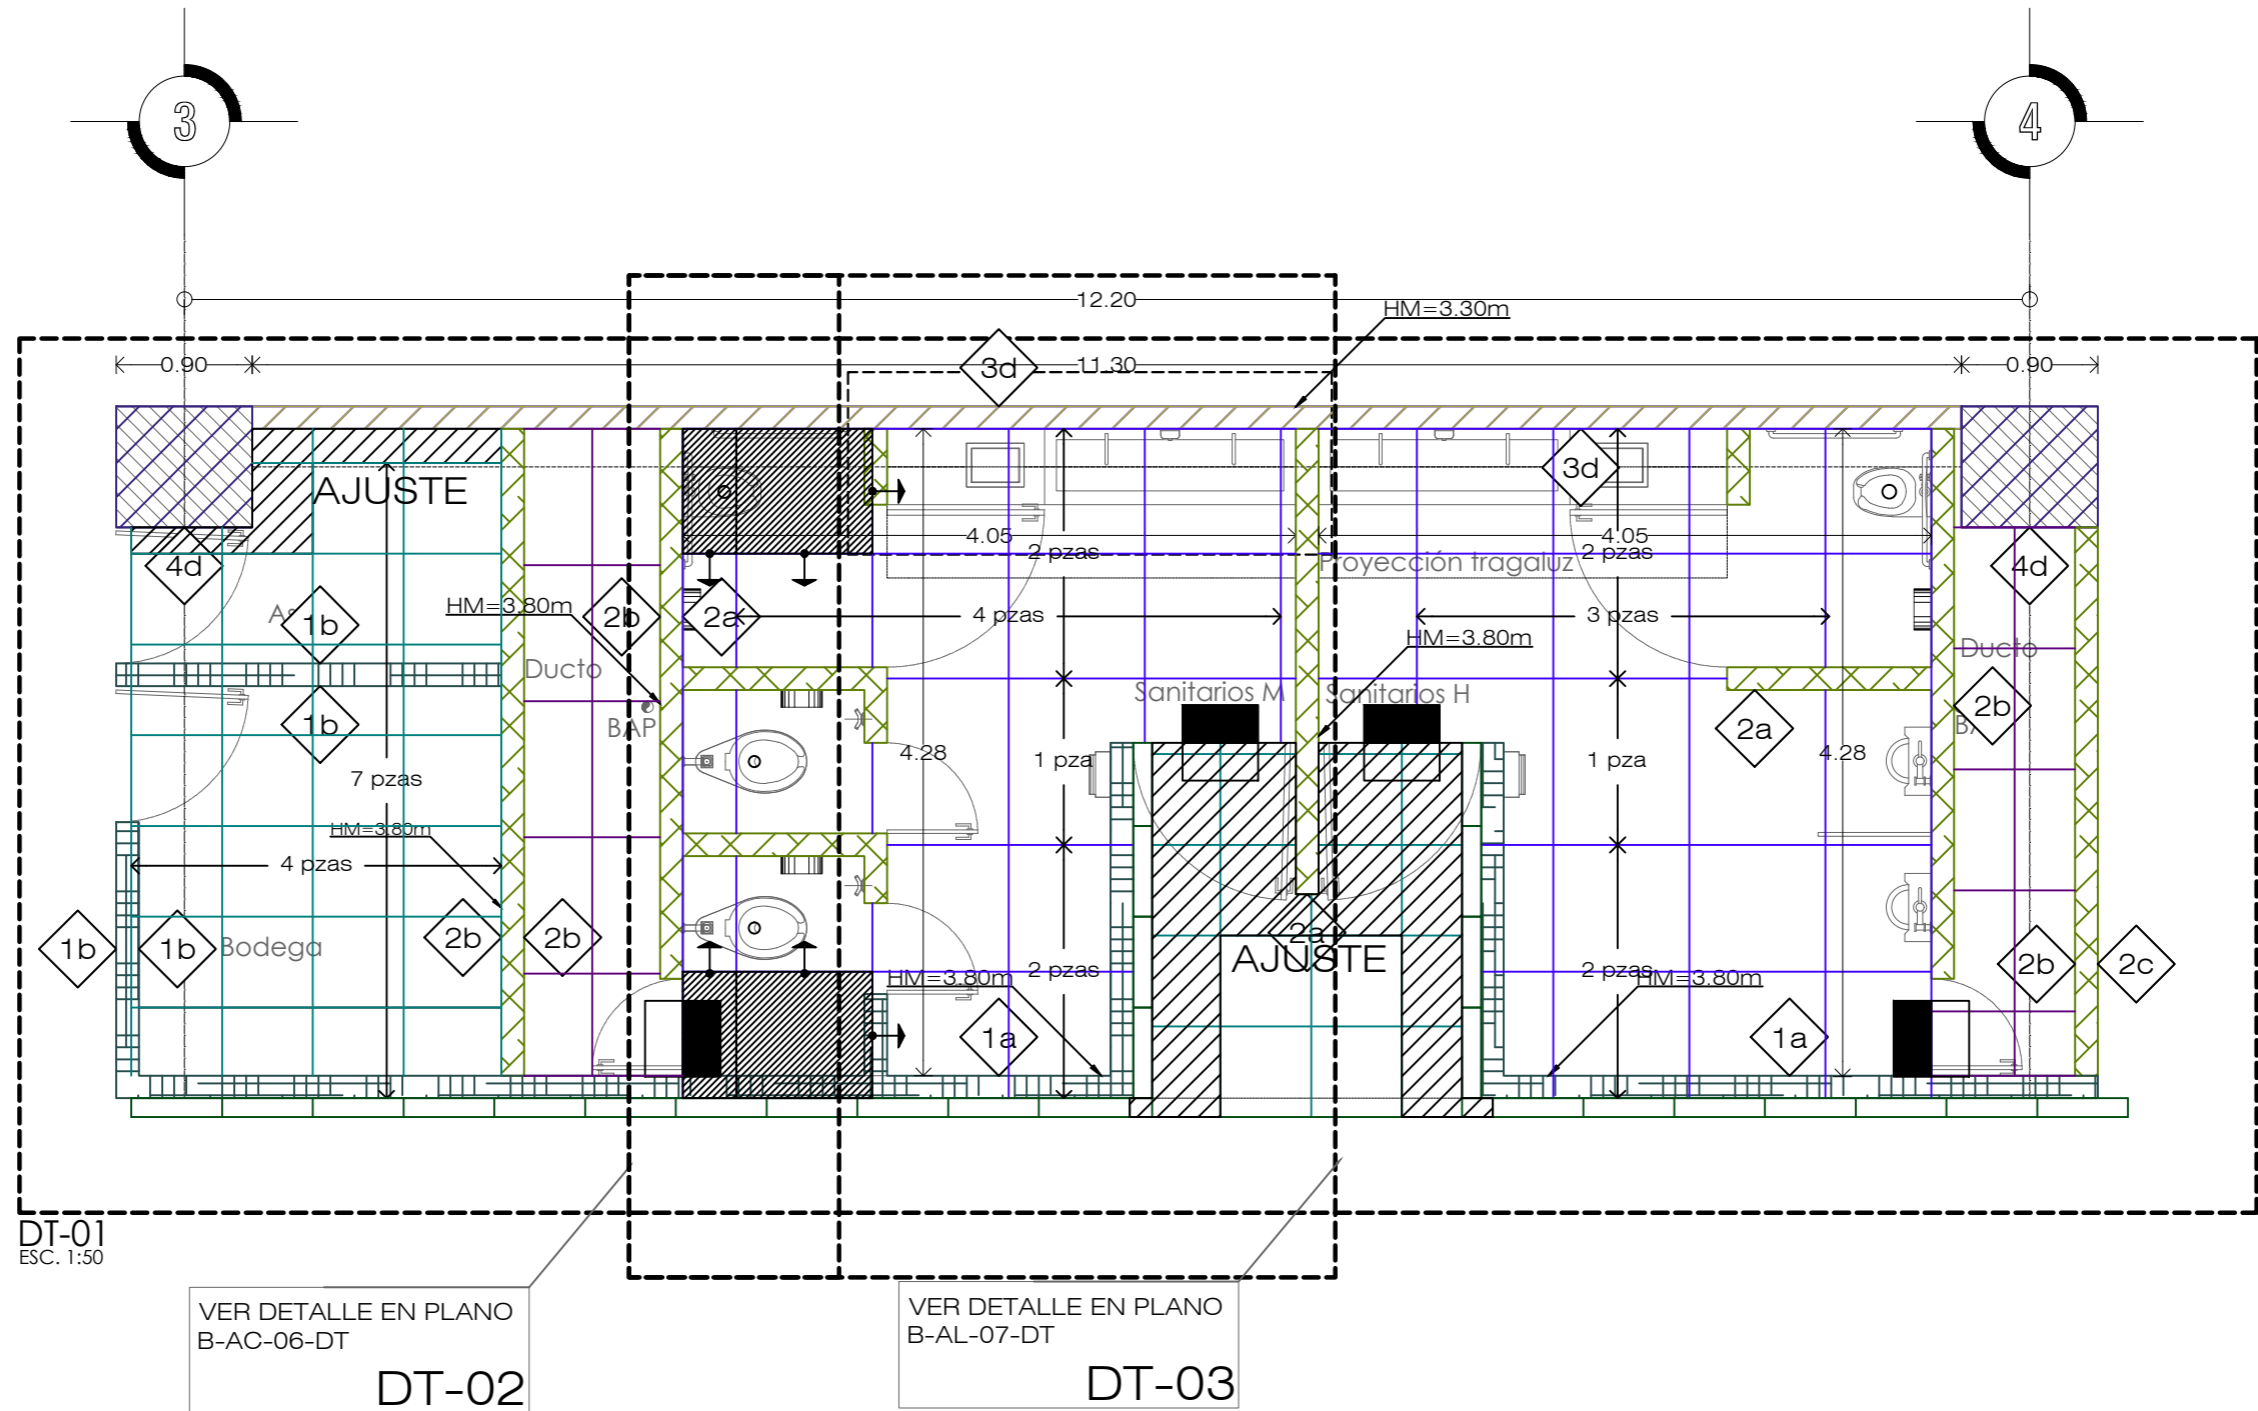 3
4
12.20
HM=3.30m
0.90
3d
11.30
0.90
AJUSTE
3d
4.05
2 pzas
4.05
2 pzas
Proyección tragaluz
4d
4d
1b
HM=3.80m
2b
2a
4 pzas
3 pzas
HM=3.80m
Ducto
Ducto
Sanitarios M
Sanitarios H
1b
BAP
2a
2b
4.28
1 pza
1 pza
4.28
7 pzas
HM=3.80m
4 pzas
1b
1b
Bodega
2b
2b
2a
AJUSTE
HM=3.80m
2 pzas
2 pzas
HM=3.80m
2b
2c
1a
1a
DT-01
ESC. 1:50
VER DETALLE EN PLANO
B-AC-06-DT
DT-02
VER DETALLE EN PLANO
B-AL-07-DT
DT-03